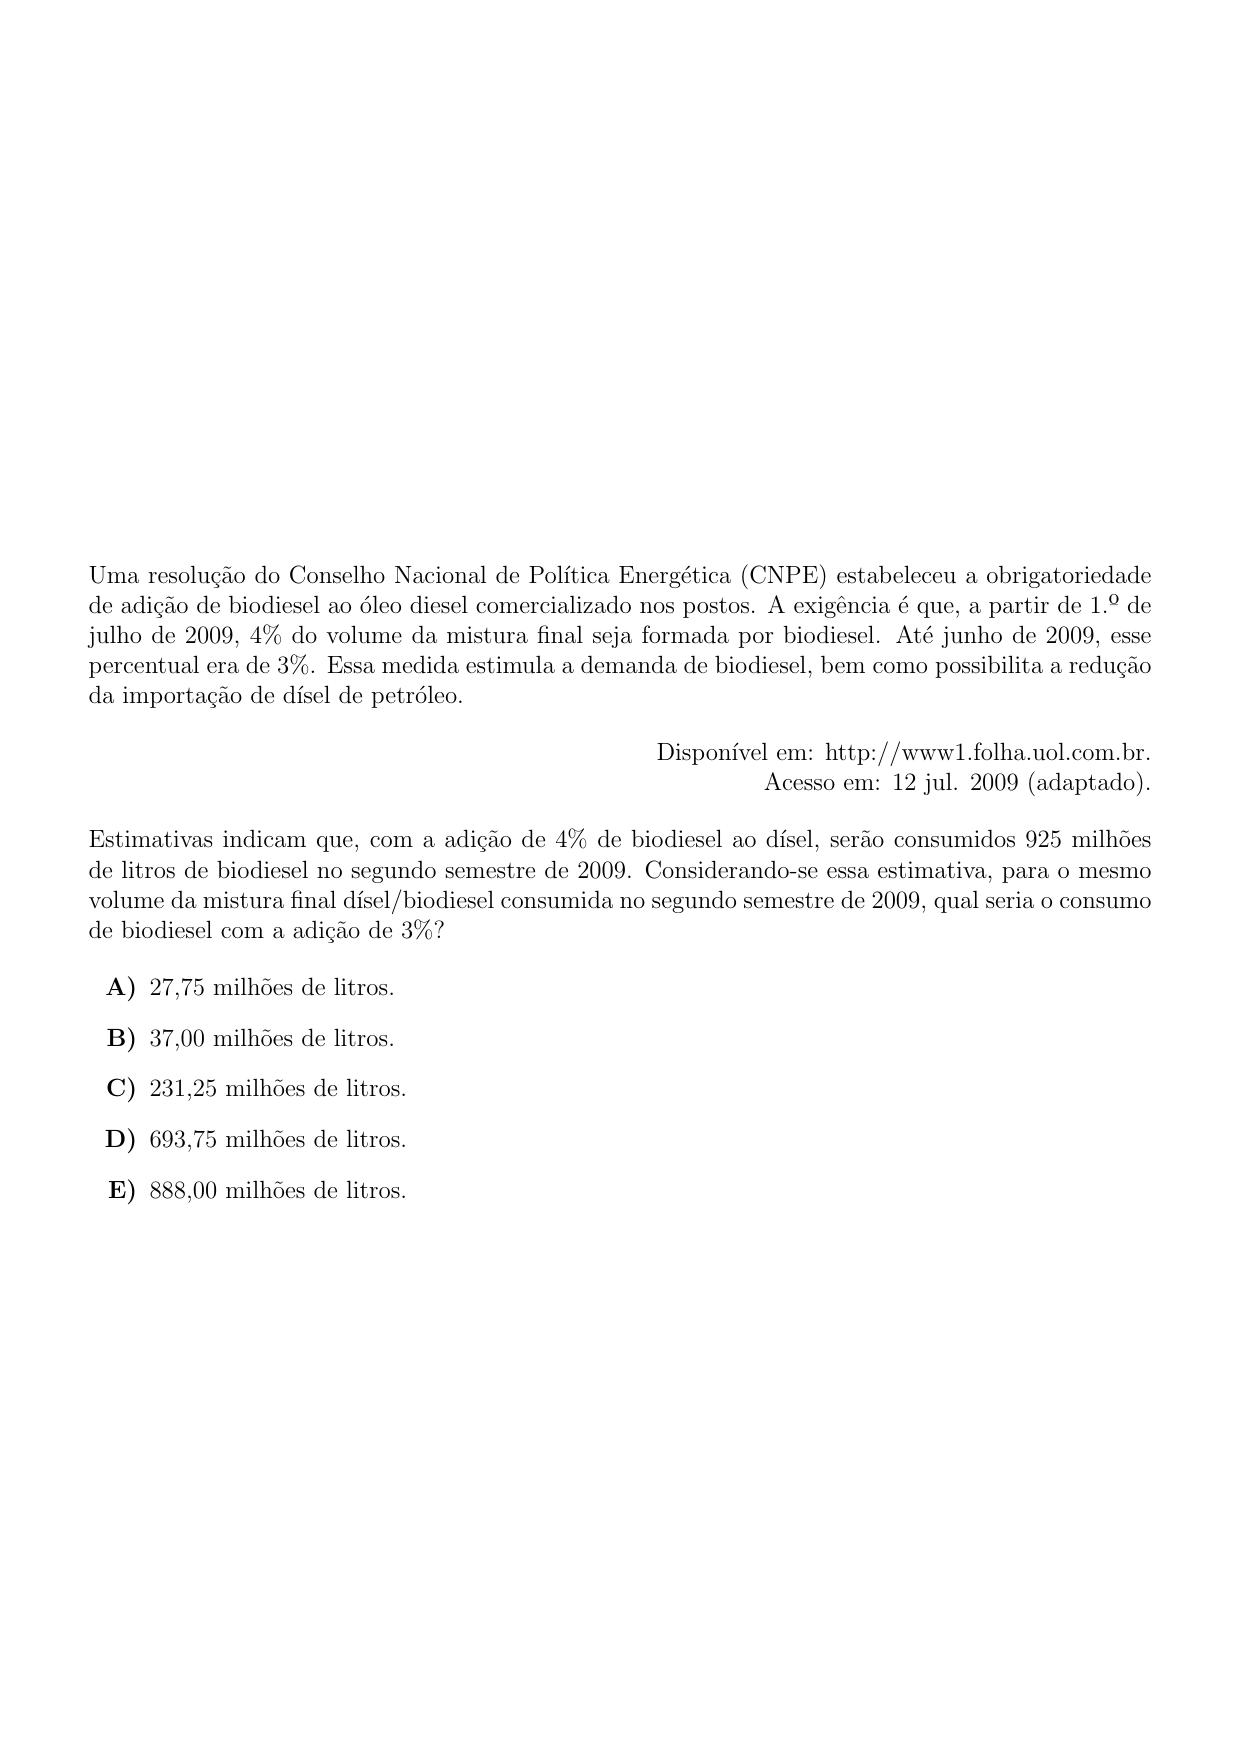 Uma resolução do Conselho Nacional de Política Energética (CNPE) estabeleceu a obrigatoriedade
de adição de biodiesel ao óleo diesel comercializado nos postos. A exigência é que, a partir de 1.º de
julho de 2009, 4% do volume da mistura final seja formada por biodiesel. Até junho de 2009, esse
percentual era de 3%. Essa medida estimula a demanda de biodiesel, bem como possibilita a redução
da importação de dísel de petróleo.
Disponível em: http://www1.folha.uol.com.br.
Acesso em: 12 jul. 2009 (adaptado).
Estimativas indicam que, com a adição de 4% de biodiesel ao dísel, serão consumidos 925 milhões
de litros de biodiesel no segundo semestre de 2009. Considerando-se essa estimativa, para o mesmo
volume da mistura final dísel/biodiesel consumida no segundo semestre de 2009, qual seria o consumo
de biodiesel com a adição de 3%?
A) 27,75 milhões de litros.
B) 37,00 milhões de litros.
C) 231,25 milhões de litros.
D) 693,75 milhões de litros.
E) 888,00 milhões de litros.